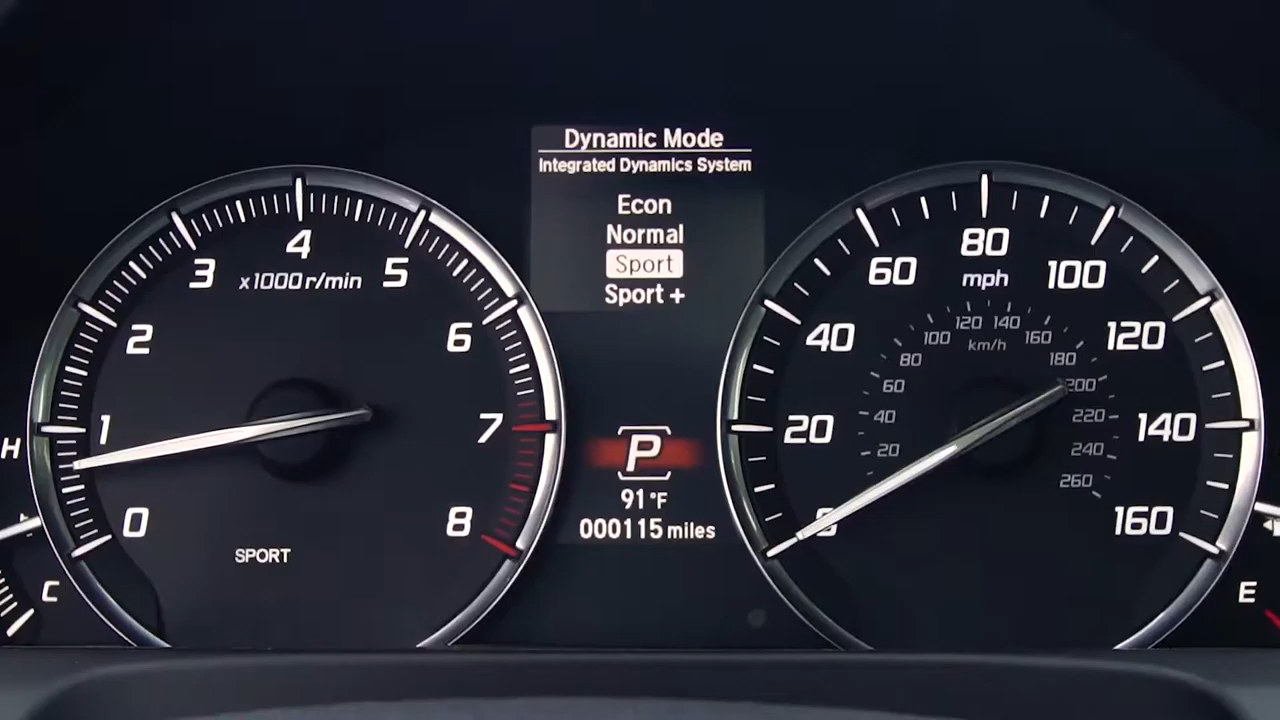 Dynamic Mode
Integrated Dynamics System
Econ
Normal
Sport
Sport +
4
3
5
x1000 r/min
2
6
1
7
0
8
SPORT
H
C
P
91°F
000115 miles
80
60
mph
100
40
120
20
140
0
160
120 140
100
160
km/h
80
180
60
200
40
220
20
240
260
E